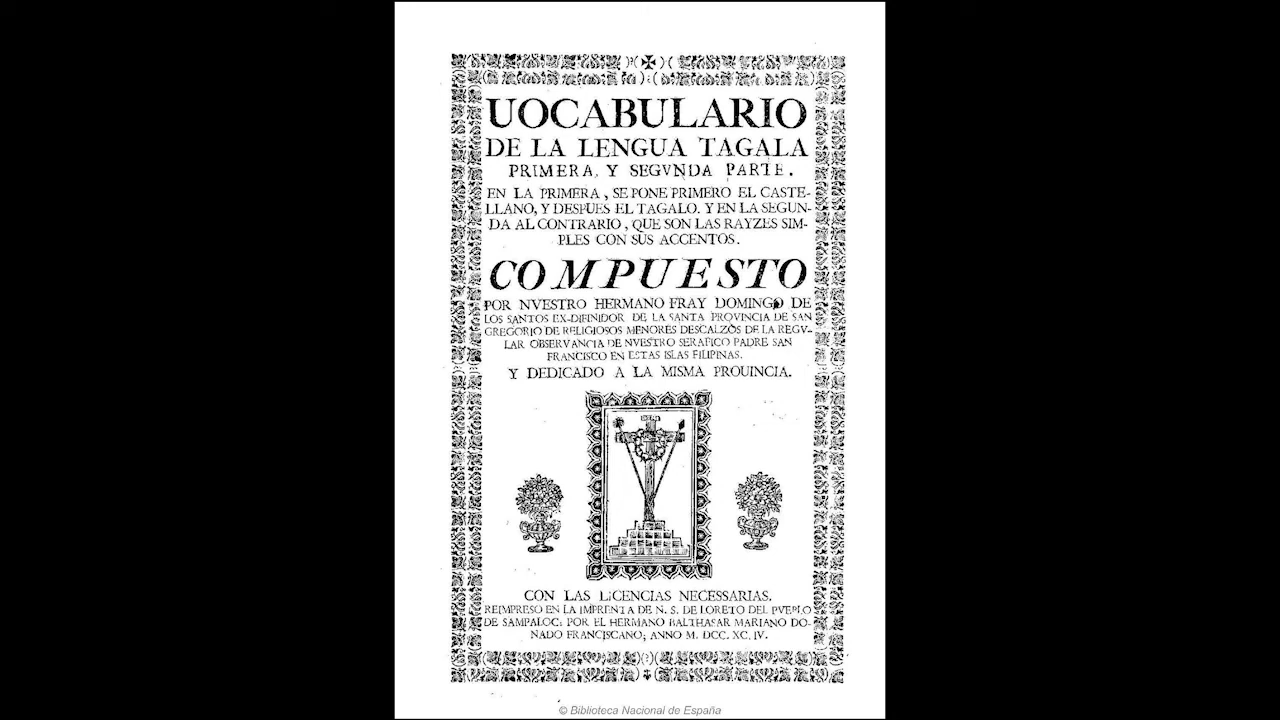 UOCABULARIO
DE LA LENGUA TAGALA
PRIMERA, Y SEGVNDA PARTE.
EN LA PRIMERA, SE PONE PRIMERO EL CASTE-
LLANO, Y DESPUES EL TAGALO. Y EN LA SEGUN-
DA AL CONTRARIO, QUE SON LAS RAYZES SIM-
PLES CON SUS ACCENTOS.
COMPUESTO
POR NVESTRO HERMANO FRAY DOMINGO DE
LOS SANTOS EX-DIFINIDOR DE LA SANTA PROVINCIA DE SAN
GREGORIO DE RELIGIOSOS MENORES DESCALZOS DE LA REGV-
LAR OBSERVANCIA DE NVESTRO SERAFICO PADRE SAN
FRANCISCO EN ESTAS ISLAS FILIPINAS.
Y DEDICADO A LA MISMA PROUINCIA.
CON LAS LiCENCIAS NECESSARIAS.
REIMPRESO EN LA IMPRENTA DE N. S. DE LORETO DEL PVEBLO
DE SAMPALOC: POR EL HERMANO BALTHASAR MARIANO DO-
NADO FRANCISCANO; ANNO M. DCC. XC. IV.
© Biblioteca Nacional de España